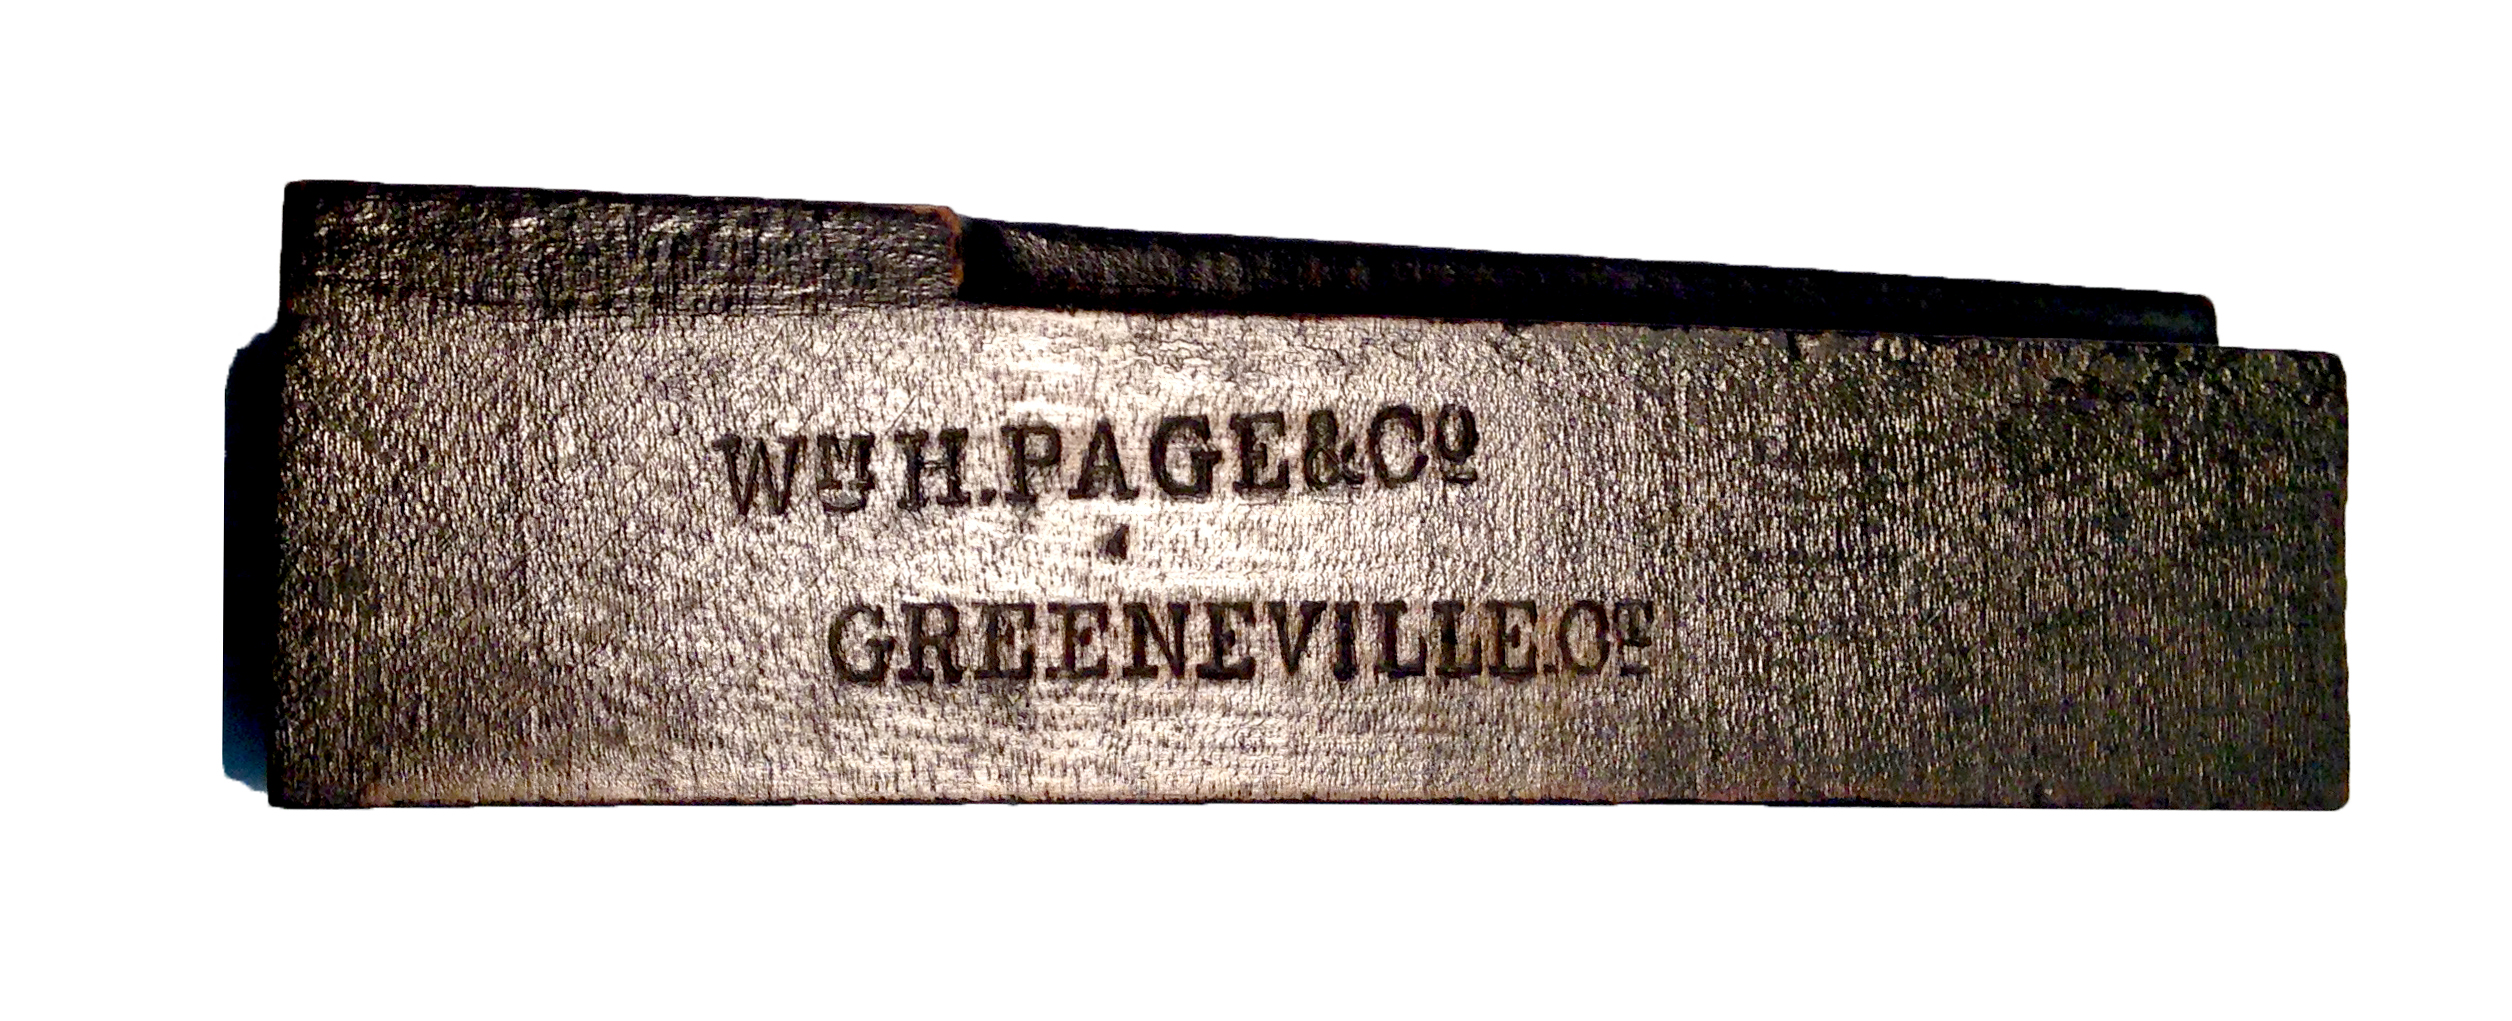 Wᴹ H. PAGE & Cº
GREENEVILLE. Cᵀ